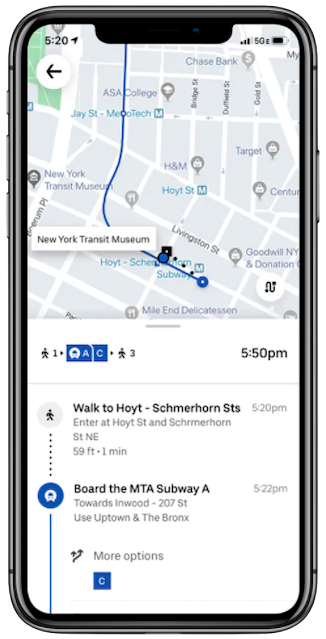 5:20
5G E
My
Chase Bank
ASA College
Bridge St
Duffield St
Gold St
Jay St - MetroTech M
Target
H&M
New York
Transit Museum
Hoyt St M
Centur
nerum Pl
Livingston St
New York Transit Museum
Goodwill NY
& Donation C
Hoyt - Schermerhorn
Subway
M
Mile End Delicatessen
1 A C 3
5:50pm
Walk to Hoyt - Schmerhorn Sts 5:20pm
Enter at Hoyt St and Schrmerhorn
St NE
59 ft · 1 min
Board the MTA Subway A 5:22pm
Towards Inwood - 207 St
Use Uptown & The Bronx
More options
C